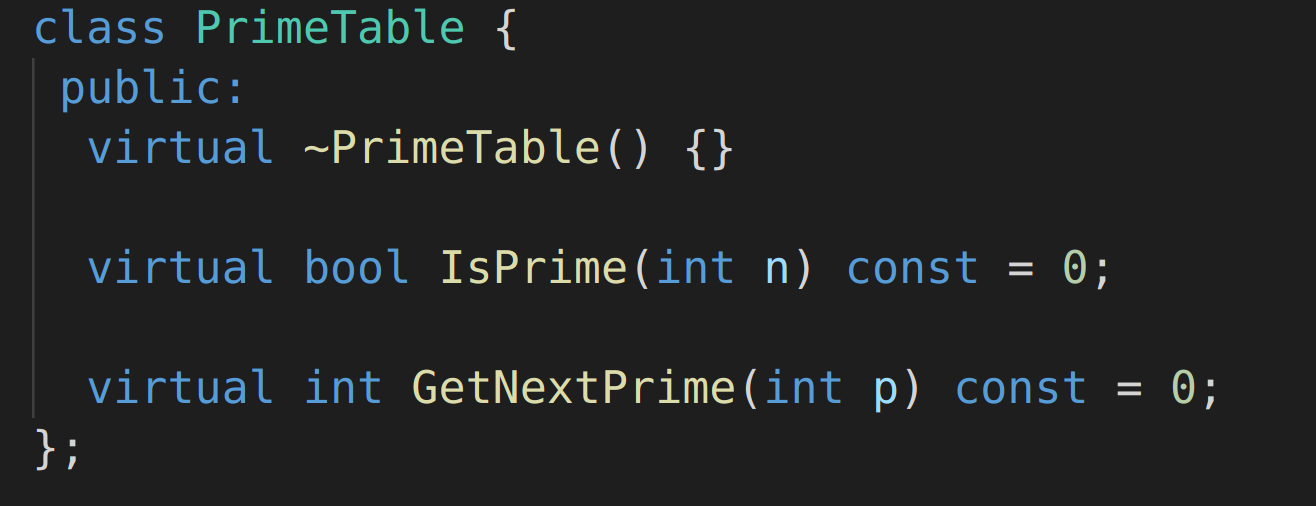 class PrimeTable {
 public:
  virtual ~PrimeTable() {}

  virtual bool IsPrime(int n) const = 0;

  virtual int GetNextPrime(int p) const = 0;
};